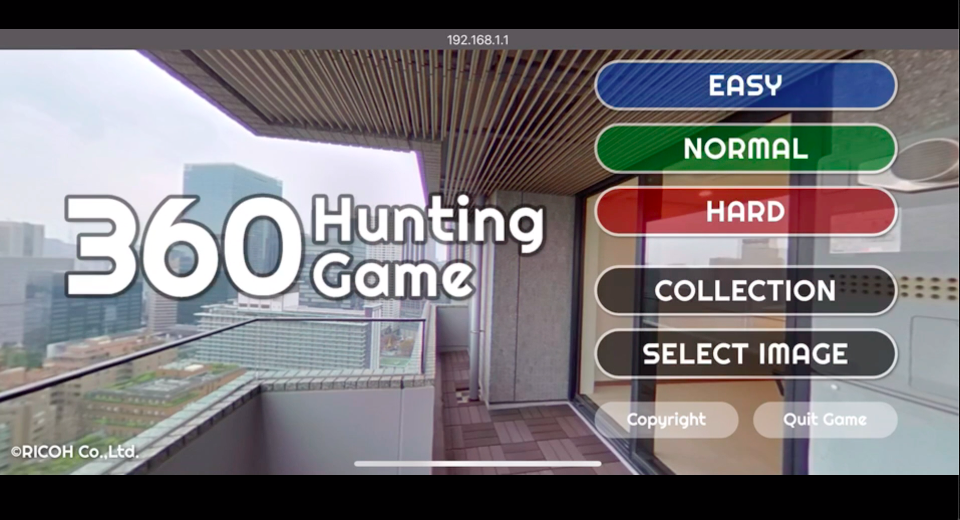 192.168.1.1
360 Hunting
Game
EASY
NORMAL
HARD
COLLECTION
SELECT IMAGE
Copyright
Quit Game
©RICOH Co.,Ltd.